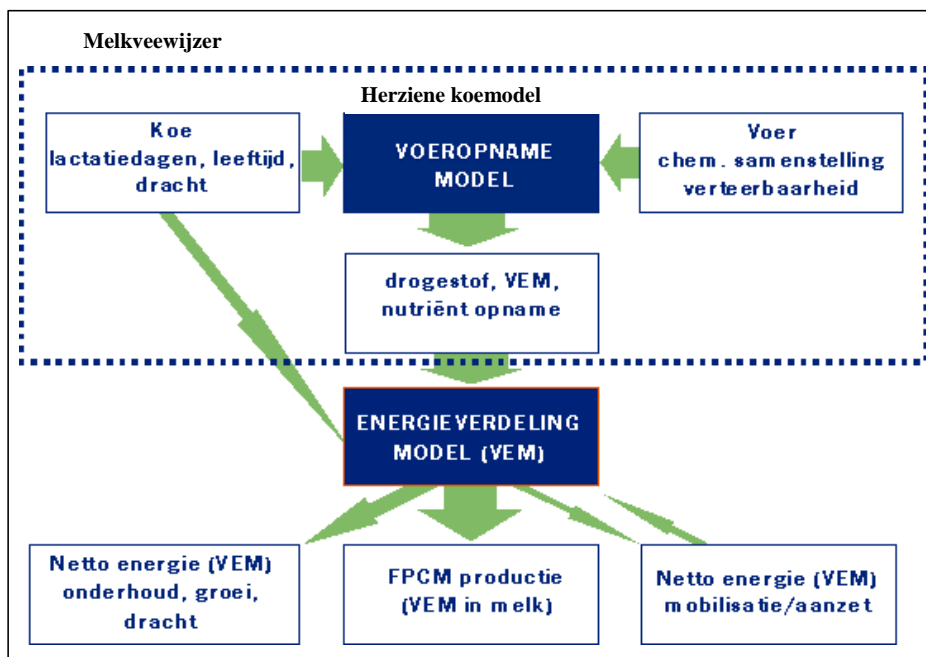 Melkveewijzer
Herziene koemodel
Koe
lactatiedagen, leeftijd,
dracht
VOEROPNAME
MODEL
Voer
chem. samenstelling
verteerbaarheid
drogestof, VEM,
nutriënt opname
ENERGIEVERDELING
MODEL (VEM)
Netto energie (VEM)
onderhoud, groei,
dracht
FPCM productie
(VEM in melk)
Netto energie (VEM)
mobilisatie/aanzet